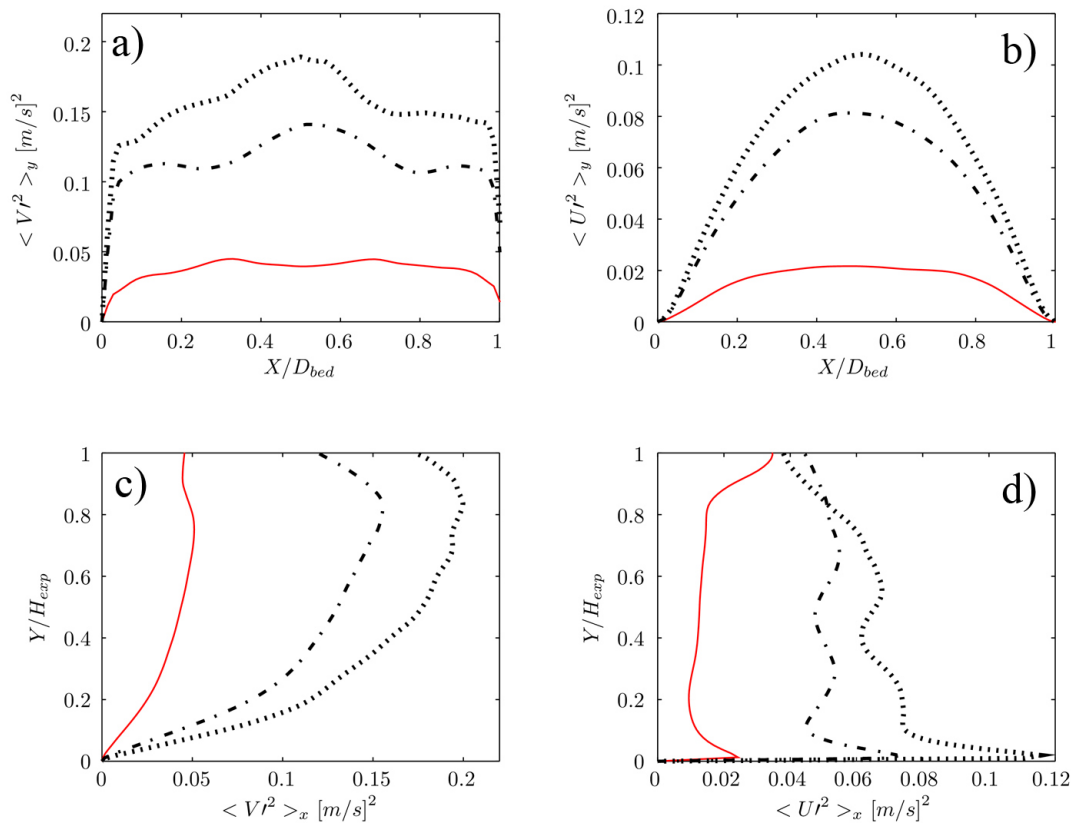 a)
0.2
0.15
0.1
0.05
0
0 0.2 0.4 0.6 0.8 1
X/D_bed
< V′² >_y [m/s]²
b)
0.12
0.1
0.08
0.06
0.04
0.02
0
0 0.2 0.4 0.6 0.8 1
X/D_bed
< U′² >_y [m/s]²
c)
1
0.8
0.6
0.4
0.2
0
0 0.05 0.1 0.15 0.2
< V′² >_x [m/s]²
Y/H_exp
d)
1
0.8
0.6
0.4
0.2
0
0 0.02 0.04 0.06 0.08 0.1 0.12
< U′² >_x [m/s]²
Y/H_exp